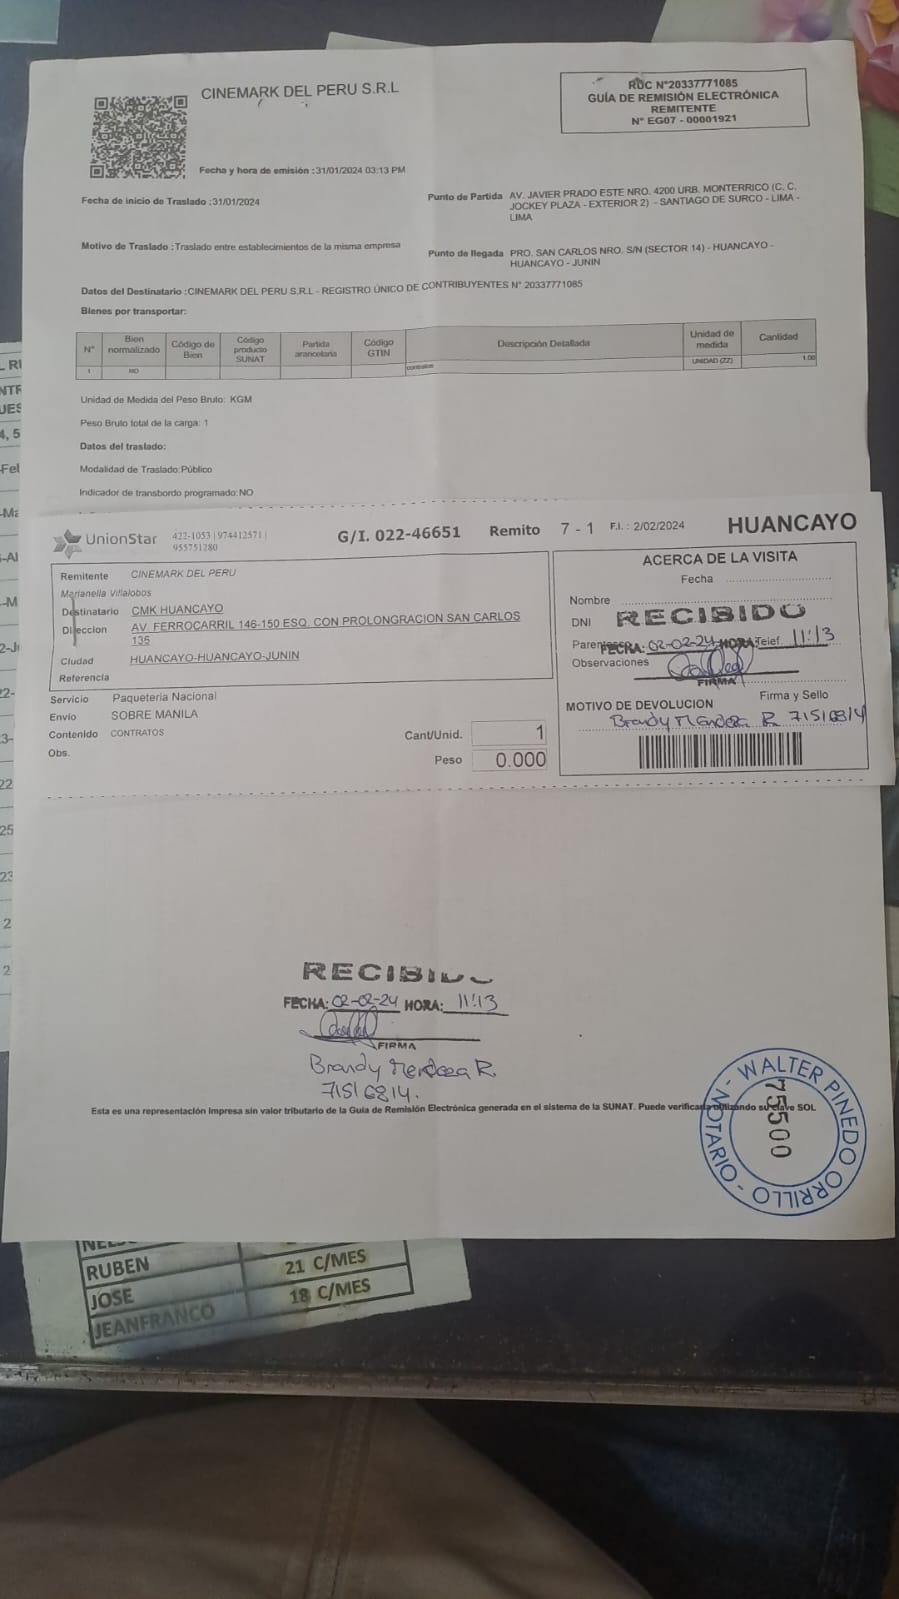 CINEMARK DEL PERU S.R.L
RUC N°20337771085
GUÍA DE REMISIÓN ELECTRÓNICA
REMITENTE
N° EG07 - 00001921
Fecha y hora de emisión :31/01/2024 03:13 PM
Fecha de inicio de Traslado :31/01/2024
Punto de Partida AV. JAVIER PRADO ESTE NRO. 4200 URB. MONTERRICO (C. C.
JOCKEY PLAZA - EXTERIOR 2) - SANTIAGO DE SURCO - LIMA -
LIMA
Motivo de Traslado :Traslado entre establecimientos de la misma empresa
Punto de llegada PRO. SAN CARLOS NRO. S/N (SECTOR 14) - HUANCAYO -
HUANCAYO - JUNIN
Datos del Destinatario :CINEMARK DEL PERU S.R.L - REGISTRO ÚNICO DE CONTRIBUYENTES N° 20337771085
Bienes por transportar:
N° Bien normalizado Código de Bien Código producto SUNAT Partida arancelaria Código GTIN Descripción Detallada Unidad de medida Cantidad
1 NO contratos UNIDAD (ZZ) 1.00
Unidad de Medida del Peso Bruto: KGM
Peso Bruto total de la carga: 1
Datos del traslado:
Modalidad de Traslado:Público
Indicador de transbordo programado:NO
UnionStar
422-1053 | 974412571 |
955751280
G/I. 022-46651 Remito 7 - 1 F.I. : 2/02/2024 HUANCAYO
Remitente CINEMARK DEL PERU
Marianella Villalobos
Destinatario CMK HUANCAYO
Direccion AV. FERROCARRIL 146-150 ESQ. CON PROLONGRACION SAN CARLOS
135
Ciudad HUANCAYO-HUANCAYO-JUNIN
Referencia
Servicio Paqueteria Nacional
Envío SOBRE MANILA
Contenido CONTRATOS
Obs.
Cant/Unid. 1
Peso 0.000
ACERCA DE LA VISITA
Fecha
Nombre
DNI
RECIBIDO
Telef.
FECHA: 02-02-24 HORA: 11:13
Observaciones
FIRMA
Firma y Sello
MOTIVO DE DEVOLUCION
Brandy Mendoza R. 71516814
RECIBIDO
FECHA: 02-02-24 HORA: 11:13
FIRMA
Brandy Mendoza R.
71516814.
Esta es una representación impresa sin valor tributario de la Guía de Remisión Electrónica generada en el sistema de la SUNAT. Puede verificarla utilizando su clave SOL
WALTER PINEDO ORRILLO - NOTARIO -
75500
RUBEN 21 C/MES
JOSE 18 C/MES
JEANFRANCO